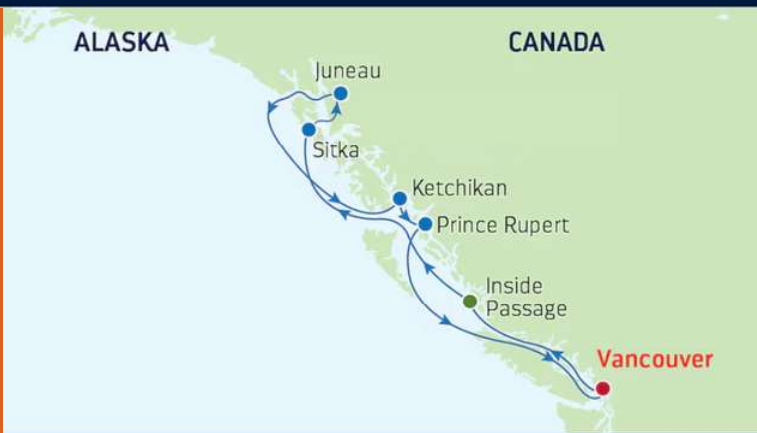 ALASKA
CANADA
Juneau
Sitka
Ketchikan
Prince Rupert
Inside
Passage
Vancouver